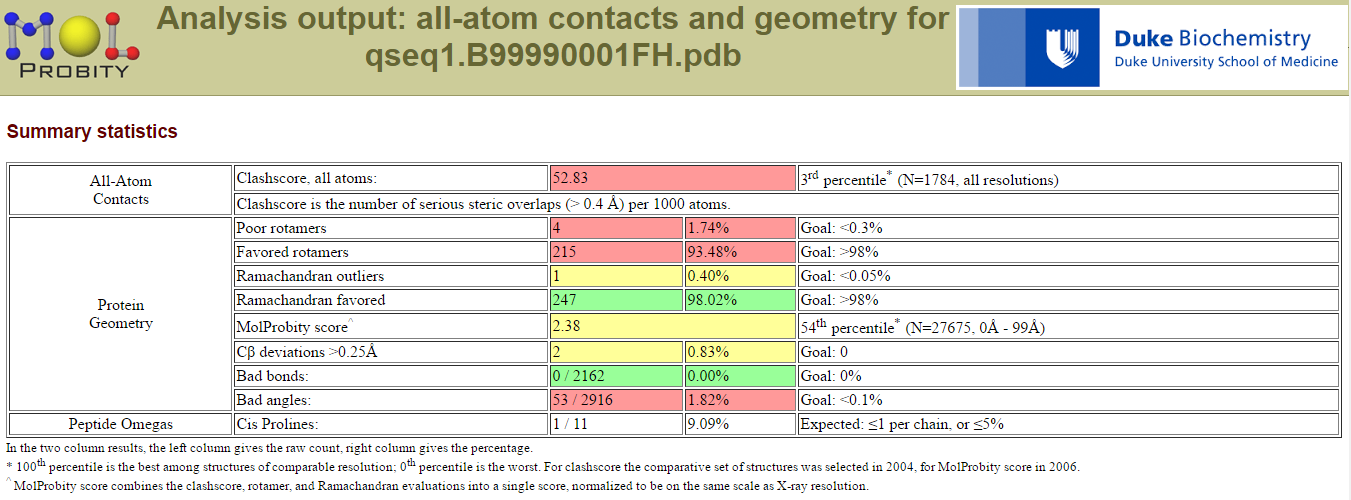 MOL
PROBITY
Analysis output: all-atom contacts and geometry for
qseq1.B99990001FH.pdb
Duke Biochemistry
Duke University School of Medicine
Summary statistics
All-Atom Contacts
Clashscore, all atoms: 52.83 3rd percentile* (N=1784, all resolutions)
Clashscore is the number of serious steric overlaps (> 0.4 Å) per 1000 atoms.
Protein Geometry
Poor rotamers 4 1.74% Goal: <0.3%
Favored rotamers 215 93.48% Goal: >98%
Ramachandran outliers 1 0.40% Goal: <0.05%
Ramachandran favored 247 98.02% Goal: >98%
MolProbity score^ 2.38 54th percentile* (N=27675, 0Å - 99Å)
Cβ deviations >0.25Å 2 0.83% Goal: 0
Bad bonds: 0 / 2162 0.00% Goal: 0%
Bad angles: 53 / 2916 1.82% Goal: <0.1%
Peptide Omegas Cis Prolines: 1 / 11 9.09% Expected: ≤1 per chain, or ≤5%
In the two column results, the left column gives the raw count, right column gives the percentage.
* 100th percentile is the best among structures of comparable resolution; 0th percentile is the worst. For clashscore the comparative set of structures was selected in 2004, for MolProbity score in 2006.
^ MolProbity score combines the clashscore, rotamer, and Ramachandran evaluations into a single score, normalized to be on the same scale as X-ray resolution.